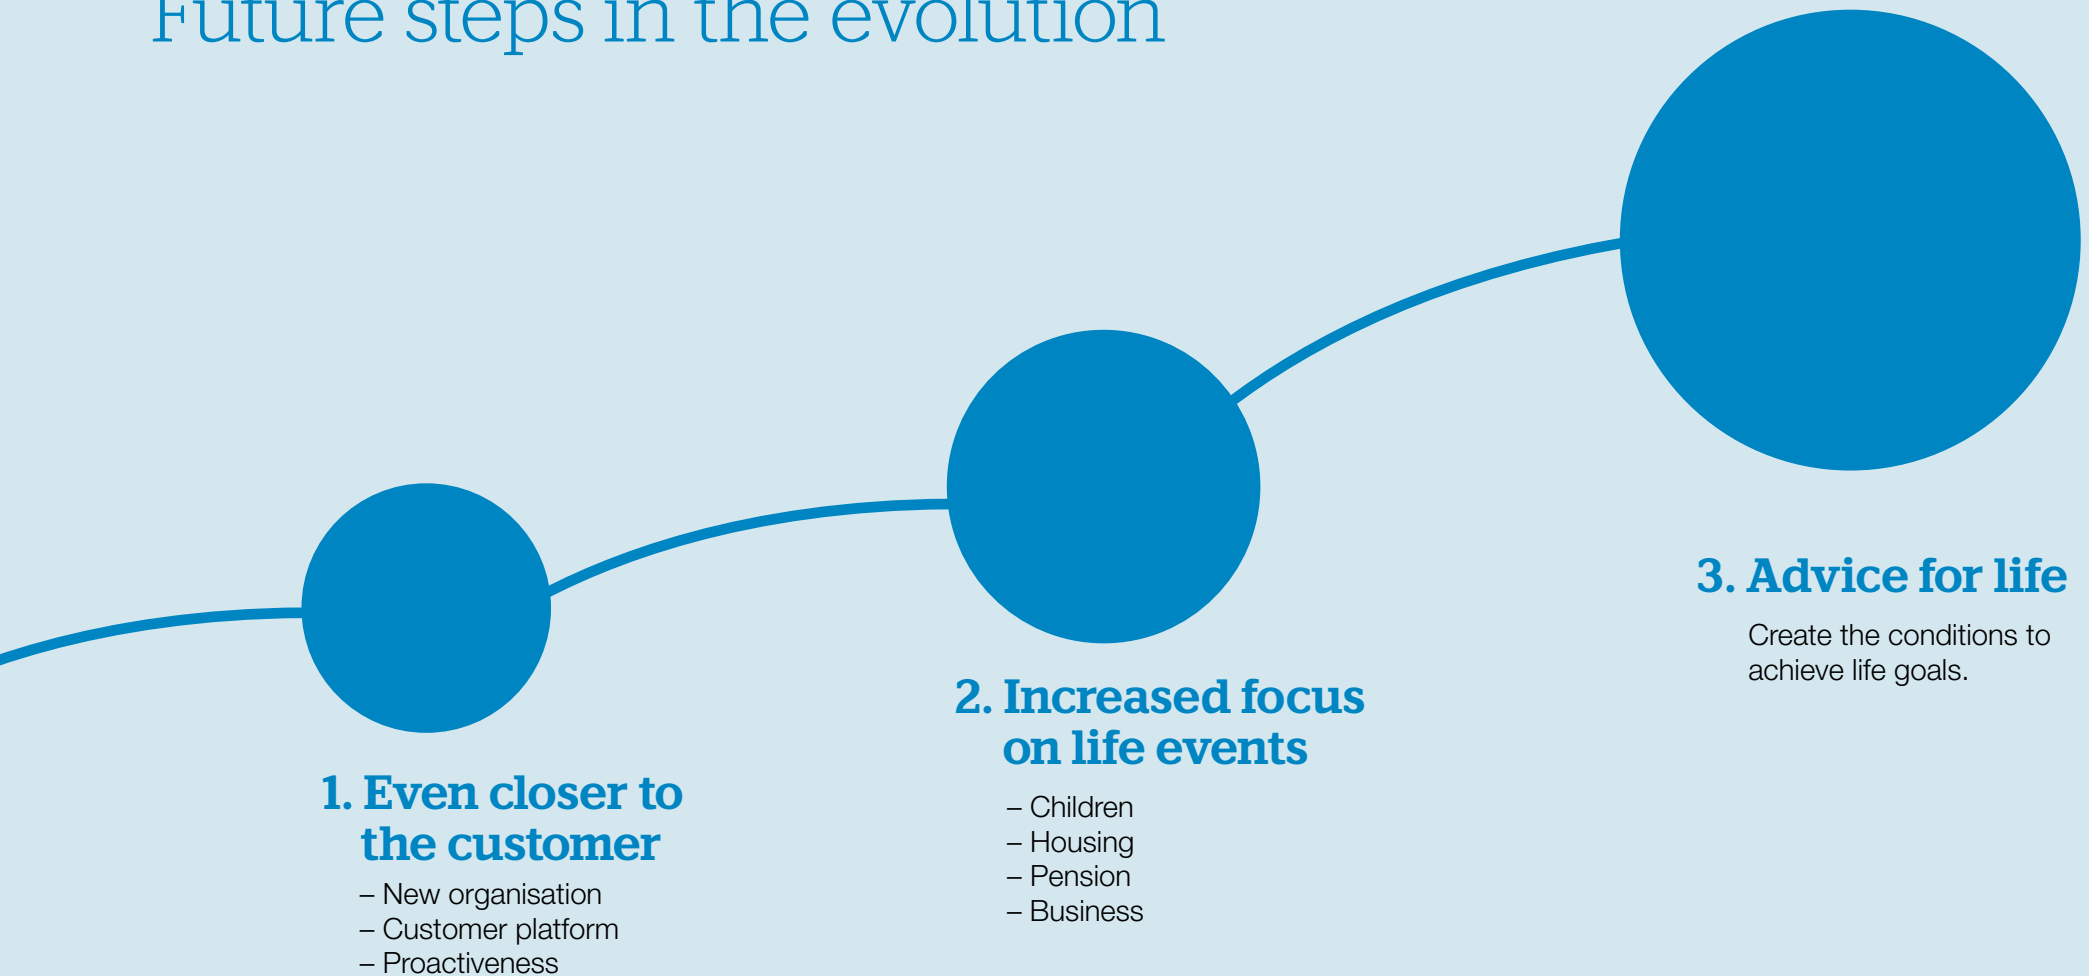 Future steps in the evolution
1. Even closer to
the customer
– New organisation
– Customer platform
– Proactiveness
2. Increased focus
on life events
– Children
– Housing
– Pension
– Business
3. Advice for life
Create the conditions to
achieve life goals.